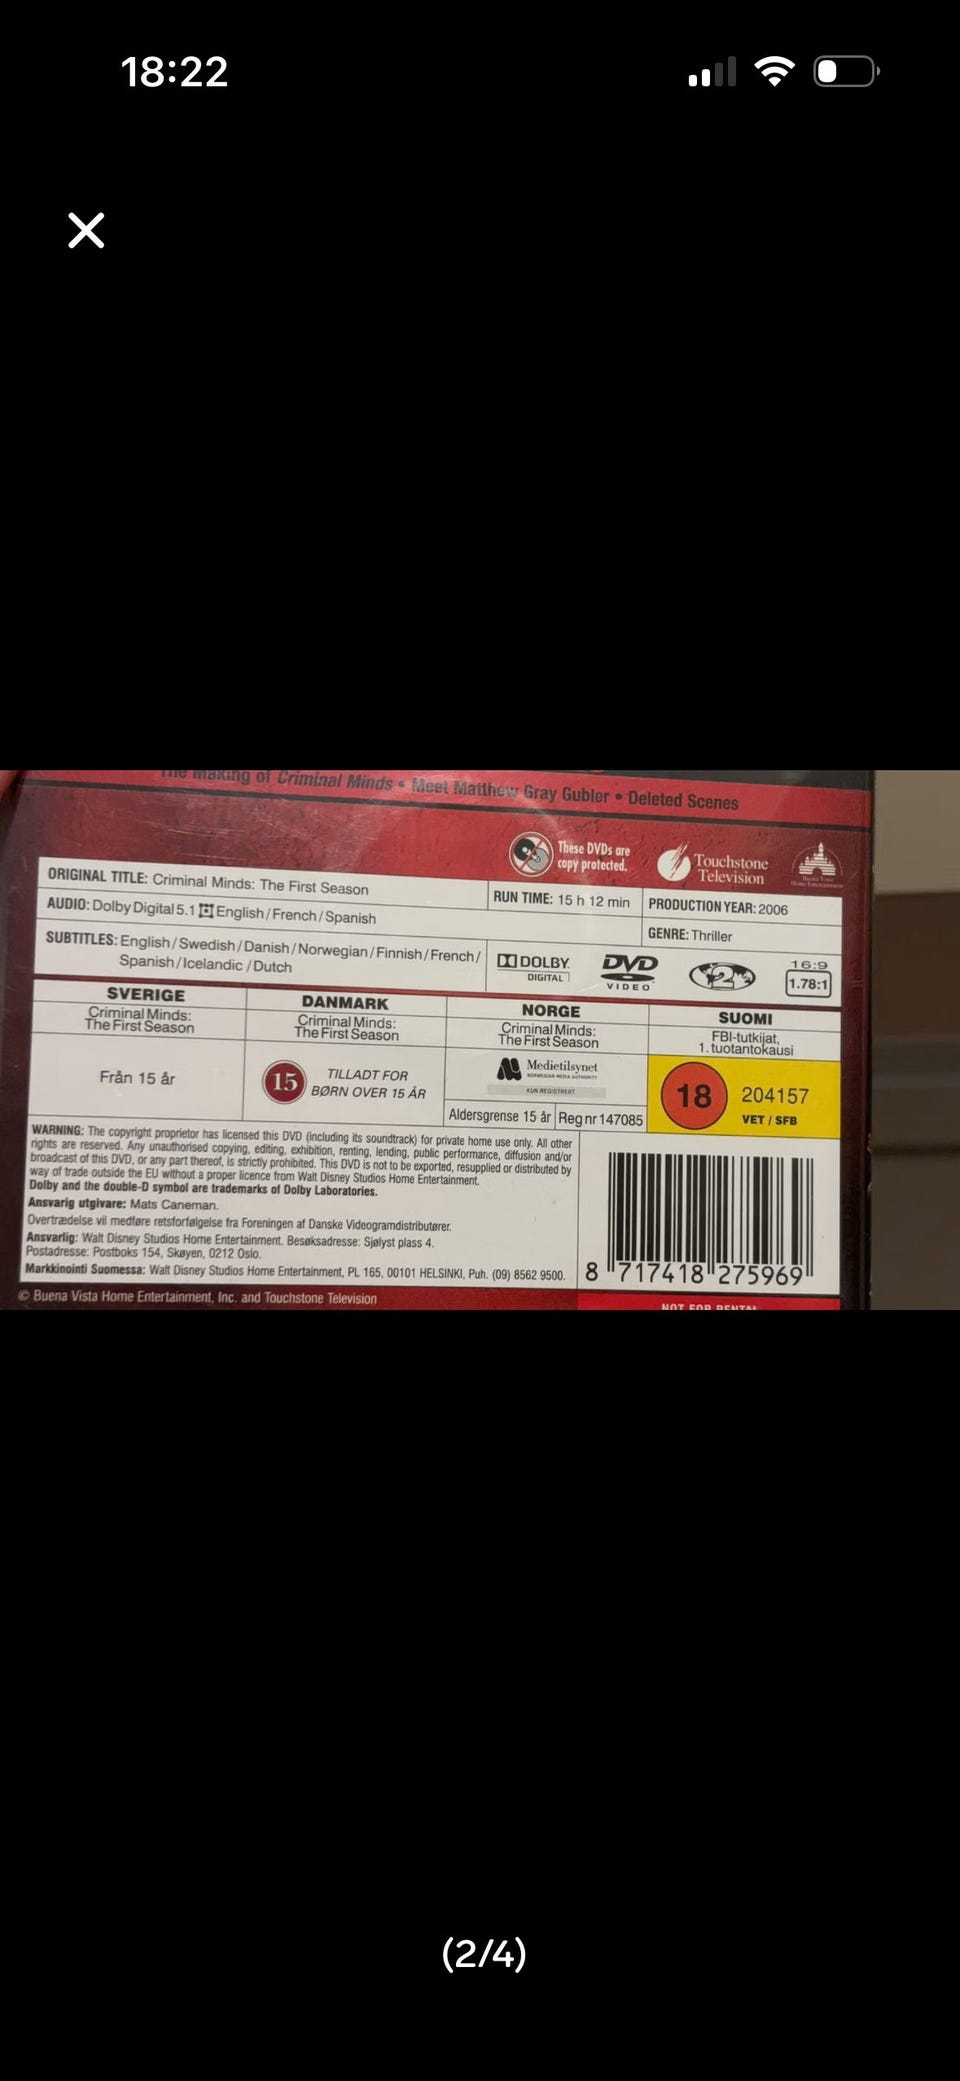 18:22
The Making of Criminal Minds • Meet Matthew Gray Gubler • Deleted Scenes
These DVDs are
copy protected.
Touchstone
Television
ORIGINAL TITLE: Criminal Minds: The First Season
RUN TIME: 15 h 12 min
PRODUCTION YEAR: 2006
AUDIO: Dolby Digital 5.1 English / French / Spanish
GENRE: Thriller
SUBTITLES: English / Swedish / Danish / Norwegian / Finnish / French /
Spanish / Icelandic / Dutch
DOLBY
DIGITAL
DVD
VIDEO
2
16:9
1.78:1
SVERIGE
Criminal Minds:
The First Season
Från 15 år
DANMARK
Criminal Minds:
The First Season
15
TILLADT FOR
BØRN OVER 15 ÅR
NORGE
Criminal Minds:
The First Season
Medietilsynet
NORWEGIAN MEDIA AUTHORITY
KUN REGISTRERT
Aldersgrense 15 år
Reg nr 147085
SUOMI
FBI-tutkijat,
1. tuotantokausi
18
204157
VET / SFB
WARNING: The copyright proprietor has licensed this DVD (including its soundtrack) for private home use only. All other
rights are reserved. Any unauthorised copying, editing, exhibition, renting, lending, public performance, diffusion and/or
broadcast of this DVD, or any part thereof, is strictly prohibited. This DVD is not to be exported, resupplied or distributed by
way of trade outside the EU without a proper licence from Walt Disney Studios Home Entertainment.
Dolby and the double-D symbol are trademarks of Dolby Laboratories.
Ansvarig utgivare: Mats Caneman.
Overtrædelse vil medføre retsforfølgelse fra Foreningen af Danske Videogramdistributører.
Ansvarlig: Walt Disney Studios Home Entertainment. Besøksadresse: Sjølyst plass 4.
Postadresse: Postboks 154, Skøyen, 0212 Oslo.
Markkinointi Suomessa: Walt Disney Studios Home Entertainment, PL 165, 00101 HELSINKI, Puh. (09) 8562 9500.
8 717418 275969
© Buena Vista Home Entertainment, Inc. and Touchstone Television
NOT FOR RENTAL
(2/4)